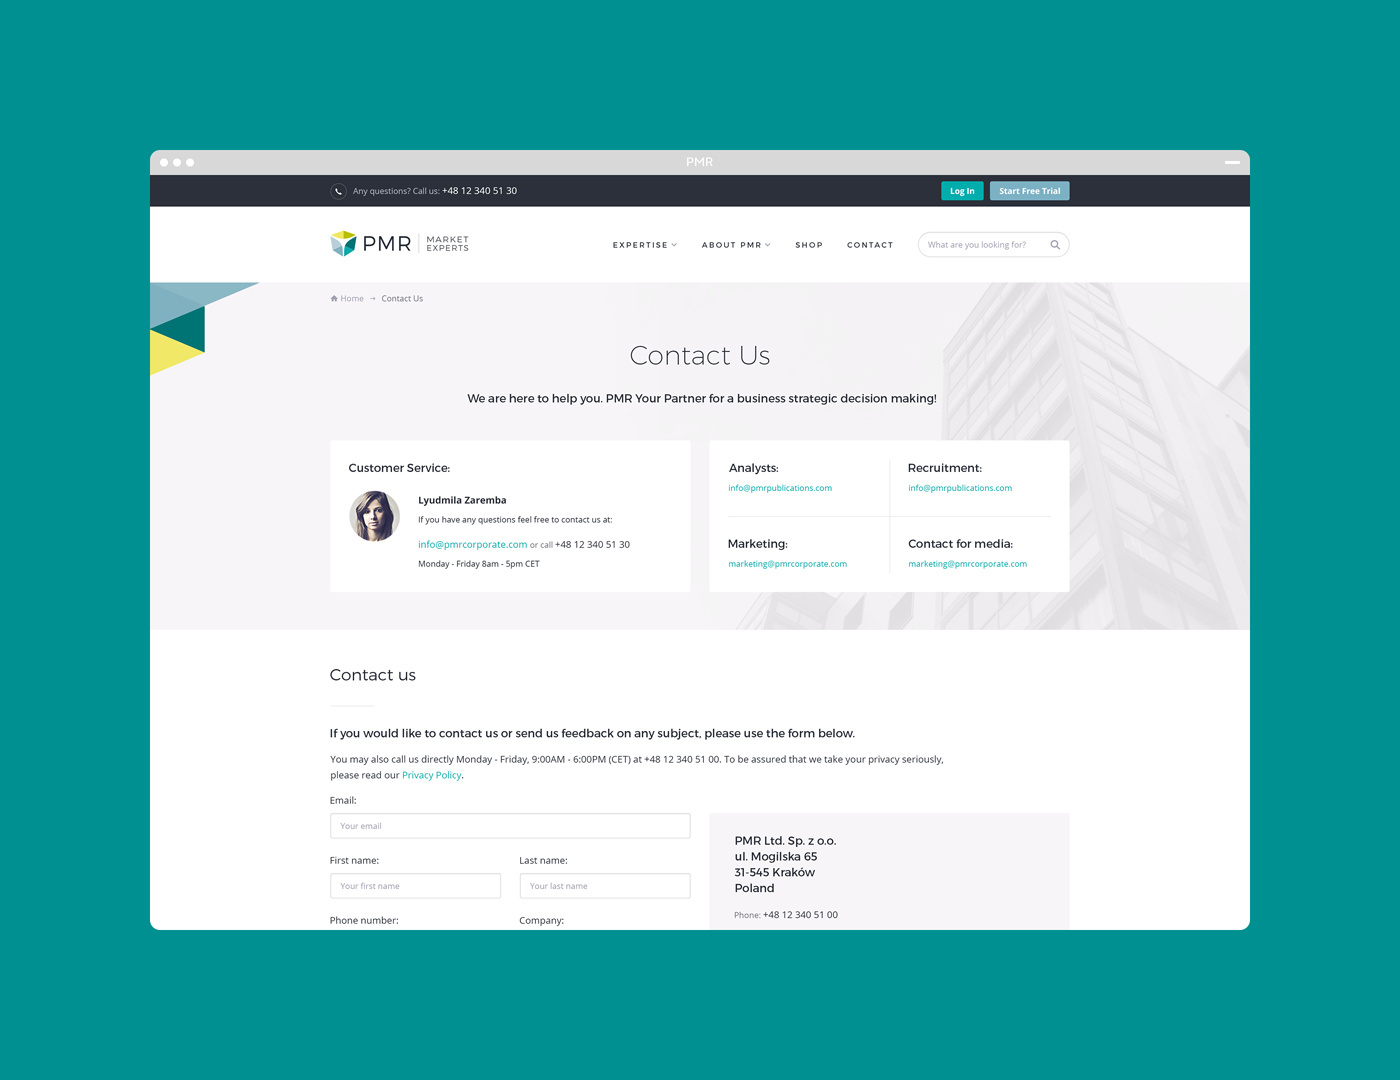 PMR
Any questions? Call us: +48 12 340 51 30
Log In
Start Free Trial
PMR MARKET EXPERTS
EXPERTISE
ABOUT PMR
SHOP
CONTACT
What are you looking for?
Home → Contact Us
Contact Us
We are here to help you. PMR Your Partner for a business strategic decision making!
Customer Service:
Lyudmila Zaremba
If you have any questions feel free to contact us at:
info@pmrcorporate.com or call +48 12 340 51 30
Monday - Friday 8am - 5pm CET
Analysts:
info@pmrpublications.com
Recruitment:
info@pmrpublications.com
Marketing:
marketing@pmrcorporate.com
Contact for media:
marketing@pmrcorporate.com
Contact us
If you would like to contact us or send us feedback on any subject, please use the form below.
You may also call us directly Monday - Friday, 9:00AM - 6:00PM (CET) at +48 12 340 51 00. To be assured that we take your privacy seriously,
please read our Privacy Policy.
Email:
Your email
First name:
Your first name
Last name:
Your last name
Phone number:
Company:
PMR Ltd. Sp. z o.o.
ul. Mogilska 65
31-545 Kraków
Poland
Phone: +48 12 340 51 00